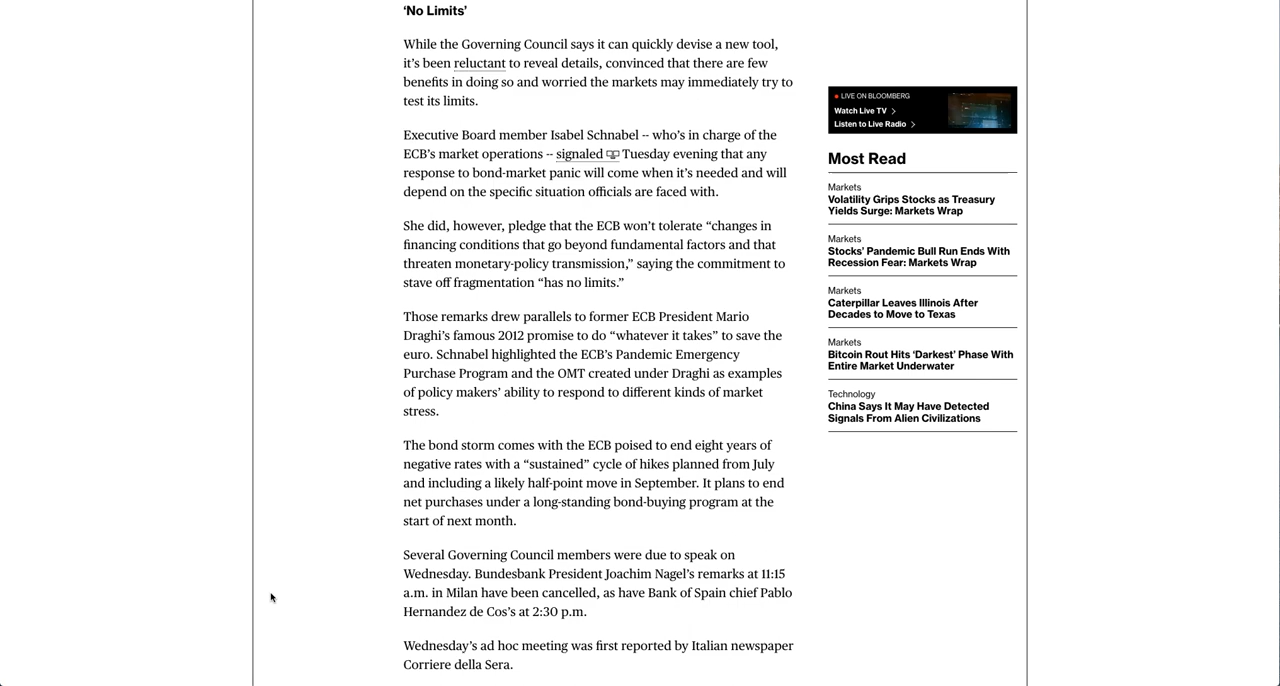 ‘No Limits’
While the Governing Council says it can quickly devise a new tool,
it’s been reluctant to reveal details, convinced that there are few
benefits in doing so and worried the markets may immediately try to
test its limits.
Executive Board member Isabel Schnabel -- who’s in charge of the
ECB’s market operations -- signaled Tuesday evening that any
response to bond-market panic will come when it’s needed and will
depend on the specific situation officials are faced with.
She did, however, pledge that the ECB won’t tolerate “changes in
financing conditions that go beyond fundamental factors and that
threaten monetary-policy transmission,” saying the commitment to
stave off fragmentation “has no limits.”
Those remarks drew parallels to former ECB President Mario
Draghi’s famous 2012 promise to do “whatever it takes” to save the
euro. Schnabel highlighted the ECB’s Pandemic Emergency
Purchase Program and the OMT created under Draghi as examples
of policy makers’ ability to respond to different kinds of market
stress.
The bond storm comes with the ECB poised to end eight years of
negative rates with a “sustained” cycle of hikes planned from July
and including a likely half-point move in September. It plans to end
net purchases under a long-standing bond-buying program at the
start of next month.
Several Governing Council members were due to speak on
Wednesday. Bundesbank President Joachim Nagel’s remarks at 11:15
a.m. in Milan have been cancelled, as have Bank of Spain chief Pablo
Hernandez de Cos’s at 2:30 p.m.
Wednesday’s ad hoc meeting was first reported by Italian newspaper
Corriere della Sera.
LIVE ON BLOOMBERG
Watch Live TV
Listen to Live Radio
Most Read
Markets
Volatility Grips Stocks as Treasury
Yields Surge: Markets Wrap
Markets
Stocks’ Pandemic Bull Run Ends With
Recession Fear: Markets Wrap
Markets
Caterpillar Leaves Illinois After
Decades to Move to Texas
Markets
Bitcoin Rout Hits ‘Darkest’ Phase With
Entire Market Underwater
Technology
China Says It May Have Detected
Signals From Alien Civilizations